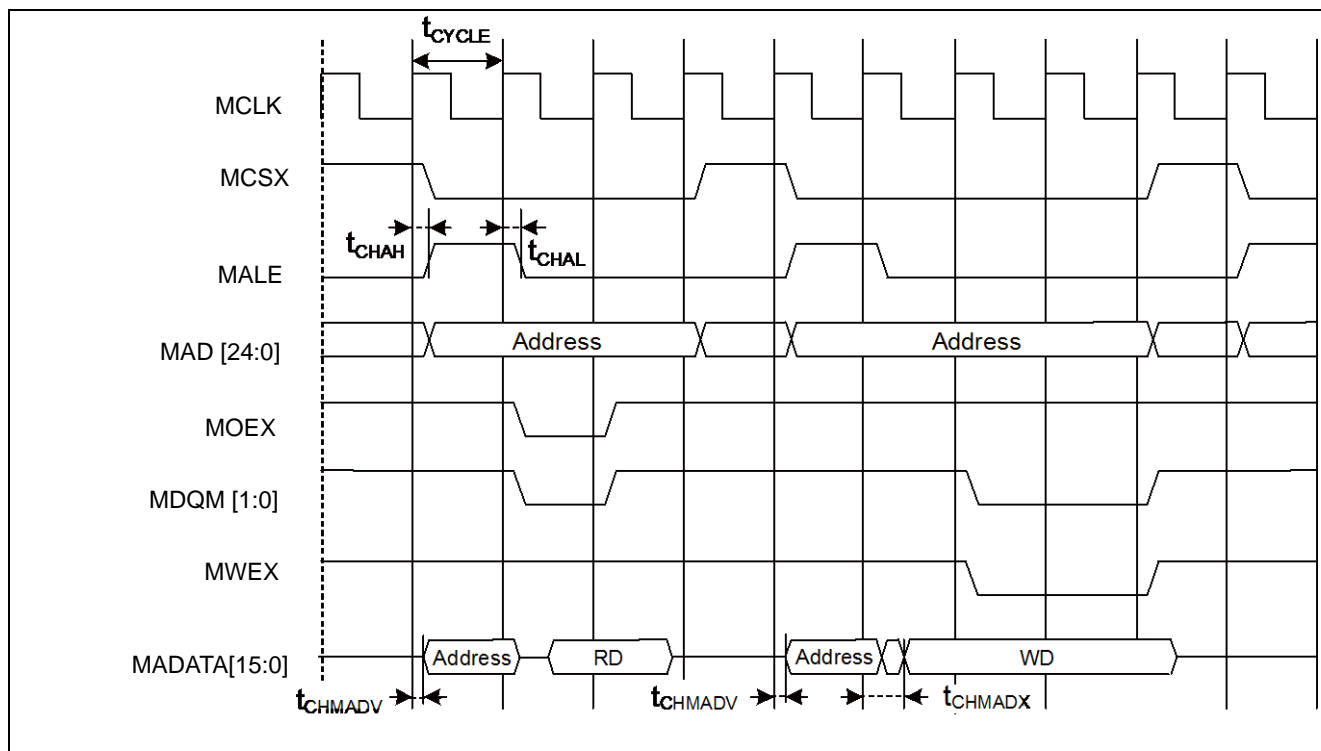 tCYCLE
MCLK
MCSX
tCHAH
tCHAL
MALE
MAD [24:0]
Address
Address
MOEX
MDQM [1:0]
MWEX
MADATA[15:0]
Address
RD
Address
WD
tCHMADV
tCHMADV
tCHMADX